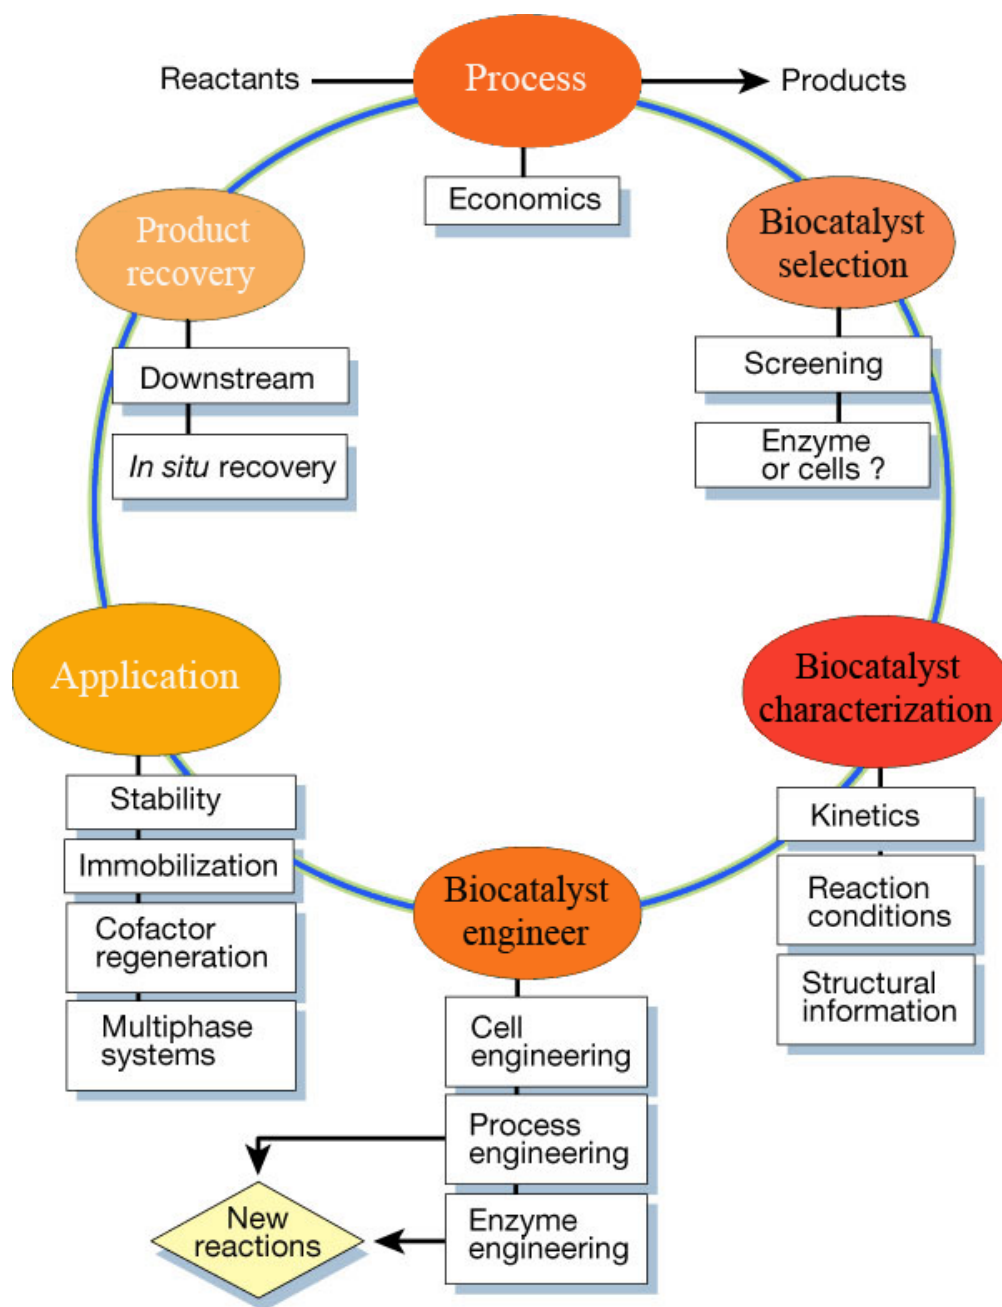 Reactants
Process
Products
Economics
Product
recovery
Downstream
In situ recovery
Biocatalyst
selection
Screening
Enzyme
or cells ?
Application
Stability
Immobilization
Cofactor
regeneration
Multiphase
systems
Biocatalyst
characterization
Kinetics
Reaction
conditions
Structural
information
Biocatalyst
engineer
Cell
engineering
Process
engineering
Enzyme
engineering
New
reactions